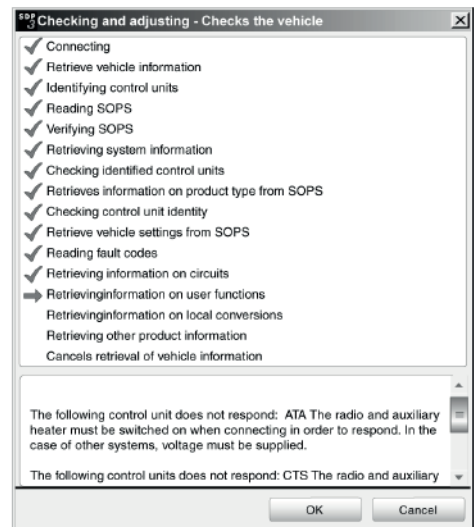 SDP3 Checking and adjusting - Checks the vehicle
Connecting
Retrieve vehicle information
Identifying control units
Reading SOPS
Verifying SOPS
Retrieving system information
Checking identified control units
Retrieves information on product type from SOPS
Checking control unit identity
Retrieve vehicle settings from SOPS
Reading fault codes
Retrieving information on circuits
Retrievinginformation on user functions
Retrievinginformation on local conversions
Retrieving other product information
Cancels retrieval of vehicle information
The following control unit does not respond: ATA The radio and auxiliary
heater must be switched on when connecting in order to respond. In the
case of other systems, voltage must be supplied.
The following control units does not respond: CTS The radio and auxiliary
OK Cancel